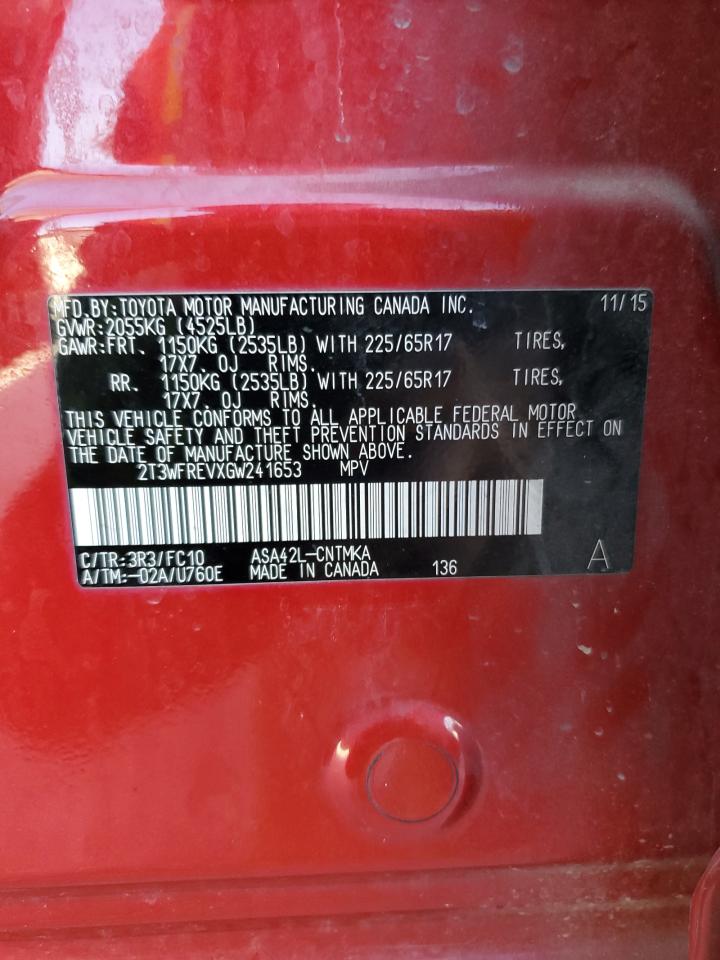 MFD.BY:TOYOTA MOTOR MANUFACTURING CANADA INC. 11/15
GVWR:2055KG (4525LB)
GAWR:FRT. 1150KG (2535LB) WITH 225/65R17 TIRES,
17X7.0J RIMS.
RR. 1150KG (2535LB) WITH 225/65R17 TIRES,
17X7.0J RIMS.
THIS VEHICLE CONFORMS TO ALL APPLICABLE FEDERAL MOTOR
VEHICLE SAFETY AND THEFT PREVENTION STANDARDS IN EFFECT ON
THE DATE OF MANUFACTURE SHOWN ABOVE.
2T3WFREVXGW241653 MPV
C/TR:3R3/FC10 ASA42L-CNTMKA A
A/TM:-02A/U760E MADE IN CANADA 136